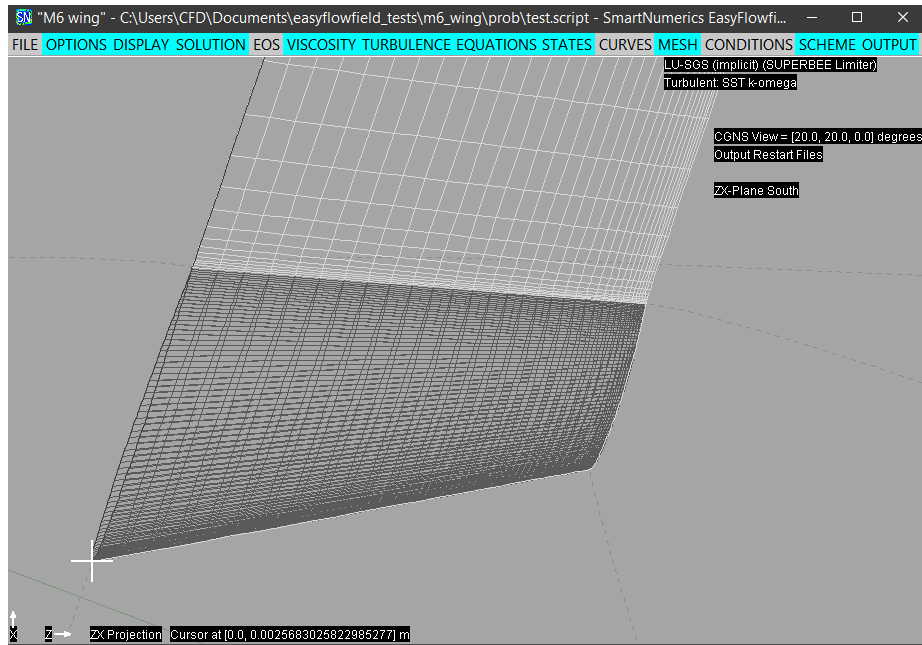 SN "M6 wing" - C:\Users\CFD\Documents\easyflowfield_tests\m6_wing\prob\test.script - SmartNumerics EasyFlowfi...
FILE OPTIONS DISPLAY SOLUTION EOS VISCOSITY TURBULENCE EQUATIONS STATES CURVES MESH CONDITIONS SCHEME OUTPUT
LU-SGS (implicit) (SUPERBEE Limiter)
Turbulent: SST k-omega
CGNS View = [20.0, 20.0, 0.0] degrees
Output Restart Files
ZX-Plane South
X Z ZX Projection Cursor at [0.0, 0.0025683025822985277] m